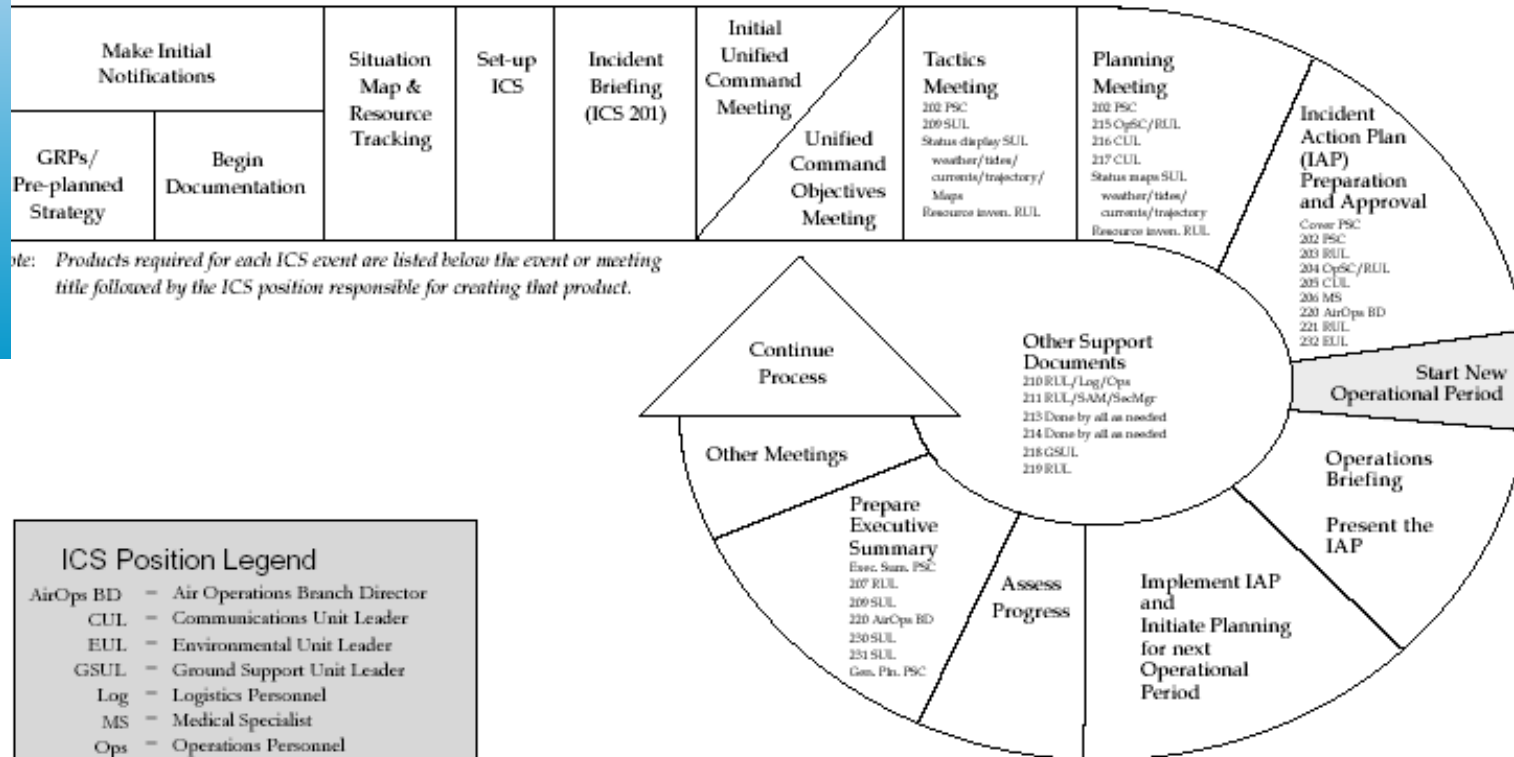 Make Initial
Notifications
GRPs/
Pre-planned
Strategy
Begin
Documentation
Situation
Map &
Resource
Tracking
Set-up
ICS
Incident
Briefing
(ICS 201)
Initial
Unified
Command
Meeting
Unified
Command
Objectives
Meeting
Tactics
Meeting
202 PSC
209 SUL
Status display SUL
weather/tides/
currents/trajectory/
Maps
Resource inven. RUL
Planning
Meeting
202 PSC
215 OpSC/RUL
216 CUL
217 CUL
Status maps SUL
weather/tides/
currents/trajectory
Resource inven. RUL
Incident
Action Plan
(IAP)
Preparation
and Approval
Cover PSC
202 PSC
203 RUL
204 OpSC/RUL
205 CUL
206 MS
220 AirOps BD
221 RUL
232 EUL
Start New
Operational Period
Operations
Briefing
Present the
IAP
Implement IAP
and
Initiate Planning
for next
Operational
Period
Assess
Progress
Prepare
Executive
Summary
Exec. Sum. PSC
207 RUL
209 SUL
220 AirOps BD
230 SUL
231 SUL
Gen. Pln. PSC
Other Meetings
Continue
Process
Other Support
Documents
210 RUL/Log/Ops
211 RUL/SAM/SecMgr
213 Done by all as needed
214 Done by all as needed
218 GSUL
219 RUL
ote: Products required for each ICS event are listed below the event or meeting
title followed by the ICS position responsible for creating that product.
ICS Position Legend
AirOps BD – Air Operations Branch Director
CUL – Communications Unit Leader
EUL – Environmental Unit Leader
GSUL – Ground Support Unit Leader
Log – Logistics Personnel
MS – Medical Specialist
Ops – Operations Personnel